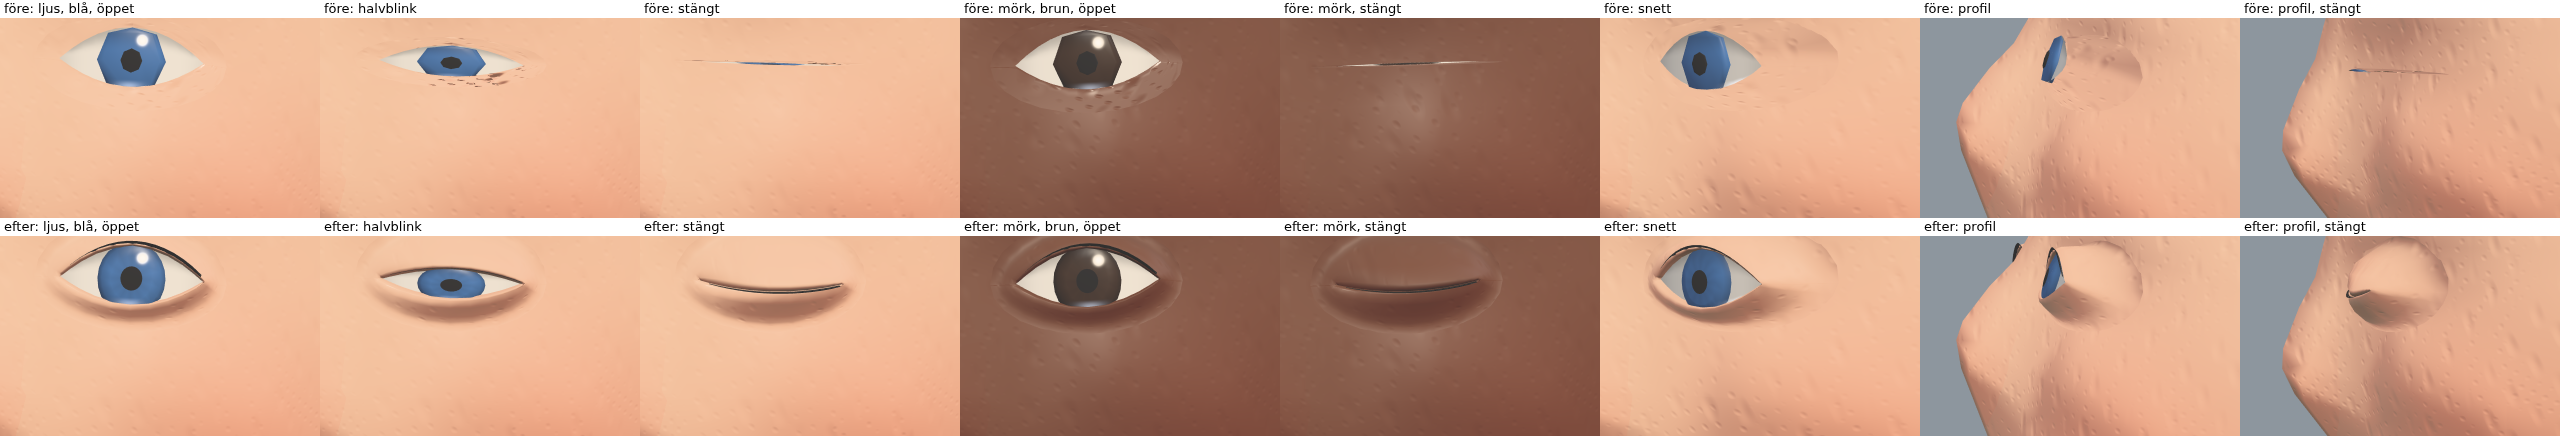 före: ljus, blå, öppet
före: halvblink
före: stängt
före: mörk, brun, öppet
före: mörk, stängt
före: snett
före: profil
före: profil, stängt
efter: ljus, blå, öppet
efter: halvblink
efter: stängt
efter: mörk, brun, öppet
efter: mörk, stängt
efter: snett
efter: profil
efter: profil, stängt